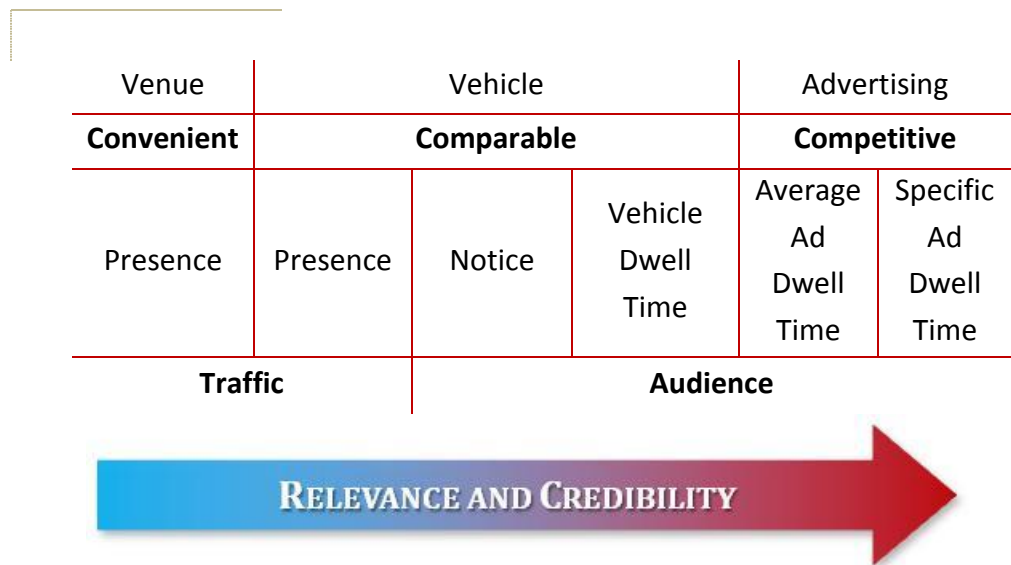 Venue Vehicle Advertising
Convenient Comparable Competitive
Presence Presence Notice Vehicle Dwell Time Average Ad Dwell Time Specific Ad Dwell Time
Traffic Audience
RELEVANCE AND CREDIBILITY